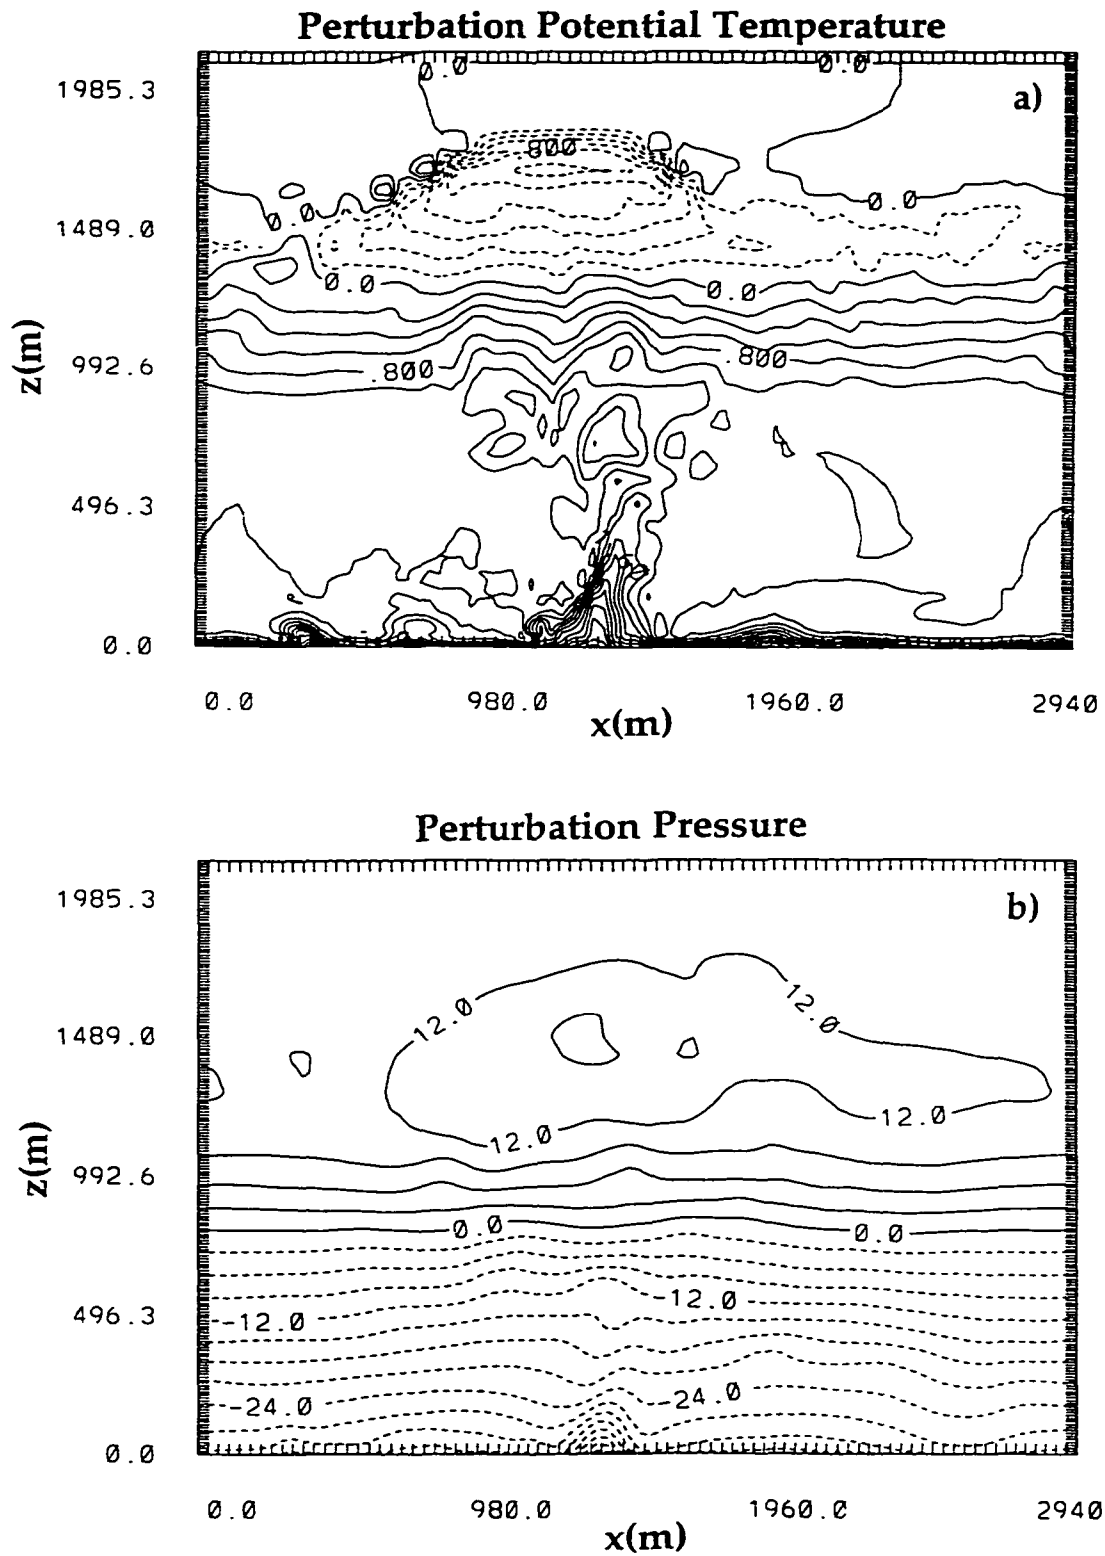 Perturbation Potential Temperature
0.0 0.0
1985.3 a)
.800
0.0 0.0
1489.0
0.0 0.0
z(m) 992.6 .800 .800
496.3
0.0
0.0 980.0 1960.0 2940
x(m)
Perturbation Pressure
1985.3 b)
12.0 12.0
1489.0
12.0 12.0
z(m) 992.6
0.0 0.0
496.3 -12.0 -12.0
-24.0 -24.0
0.0
0.0 980.0 1960.0 2940
x(m)